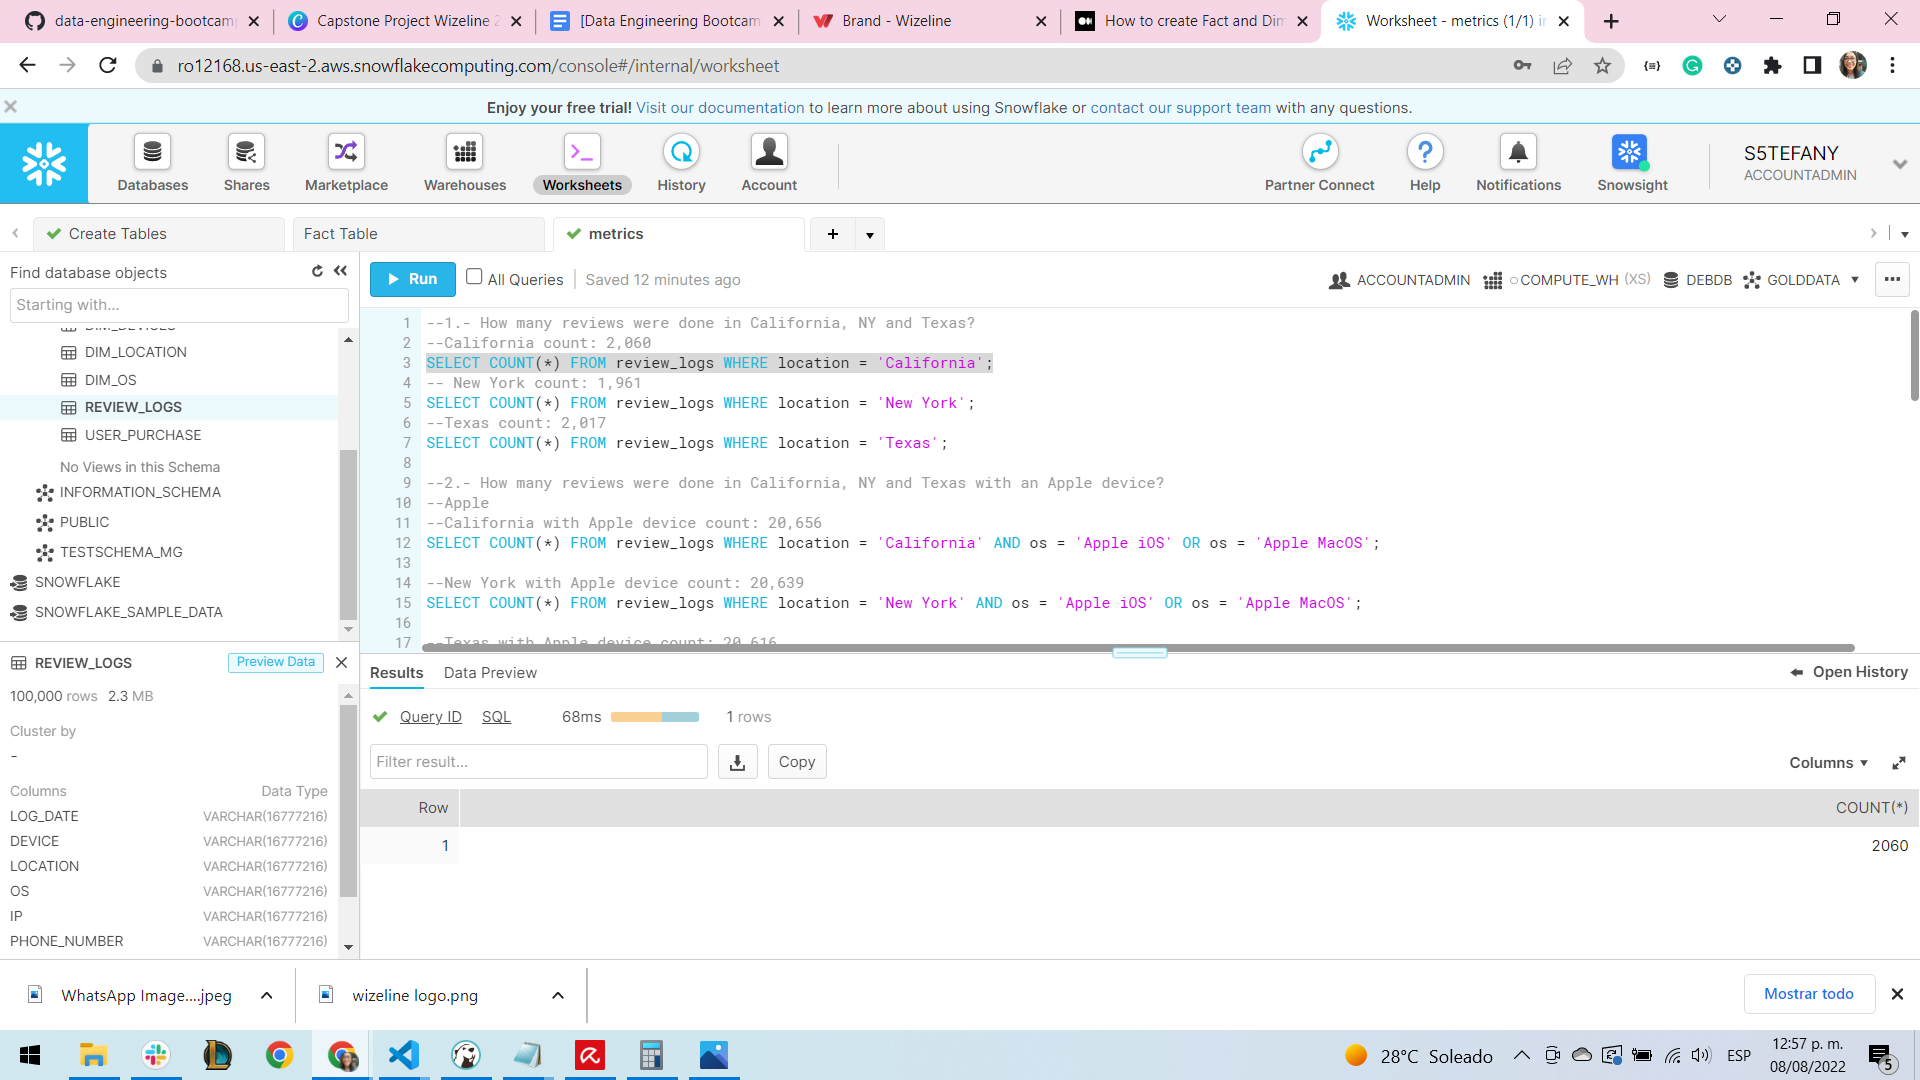 data-engineering-bootcam
Capstone Project Wizeline 2
[Data Engineering Bootcam
Brand - Wizeline
How to create Fact and Dim
Worksheet - metrics (1/1) in
ro12168.us-east-2.aws.snowflakecomputing.com/console#/internal/worksheet
Enjoy your free trial! Visit our documentation to learn more about using Snowflake or contact our support team with any questions.
Databases
Shares
Marketplace
Warehouses
Worksheets
History
Account
Partner Connect
Help
Notifications
Snowsight
S5TEFANY
ACCOUNTADMIN
Create Tables
Fact Table
metrics
Find database objects
Starting with...
DIM_DEVICES
DIM_LOCATION
DIM_OS
REVIEW_LOGS
USER_PURCHASE
No Views in this Schema
INFORMATION_SCHEMA
PUBLIC
TESTSCHEMA_MG
SNOWFLAKE
SNOWFLAKE_SAMPLE_DATA
Run
All Queries
Saved 12 minutes ago
ACCOUNTADMIN
COMPUTE_WH (XS)
DEBDB
GOLDDATA
1 --1.- How many reviews were done in California, NY and Texas?
2 --California count: 2,060
3 SELECT COUNT(*) FROM review_logs WHERE location = 'California';
4 -- New York count: 1,961
5 SELECT COUNT(*) FROM review_logs WHERE location = 'New York';
6 --Texas count: 2,017
7 SELECT COUNT(*) FROM review_logs WHERE location = 'Texas';
8
9 --2.- How many reviews were done in California, NY and Texas with an Apple device?
10 --Apple
11 --California with Apple device count: 20,656
12 SELECT COUNT(*) FROM review_logs WHERE location = 'California' AND os = 'Apple iOS' OR os = 'Apple MacOS';
13
14 --New York with Apple device count: 20,639
15 SELECT COUNT(*) FROM review_logs WHERE location = 'New York' AND os = 'Apple iOS' OR os = 'Apple MacOS';
16
17 --Texas with Apple device count: 20,616
REVIEW_LOGS
Preview Data
100,000 rows 2.3 MB
Cluster by
-
Columns Data Type
LOG_DATE VARCHAR(16777216)
DEVICE VARCHAR(16777216)
LOCATION VARCHAR(16777216)
OS VARCHAR(16777216)
IP VARCHAR(16777216)
PHONE_NUMBER VARCHAR(16777216)
Results
Data Preview
Open History
Query ID
SQL
68ms
1 rows
Filter result...
Copy
Columns
Row COUNT(*)
1 2060
WhatsApp Image....jpeg
wizeline logo.png
Mostrar todo
28°C Soleado
ESP
12:57 p. m.
08/08/2022
5